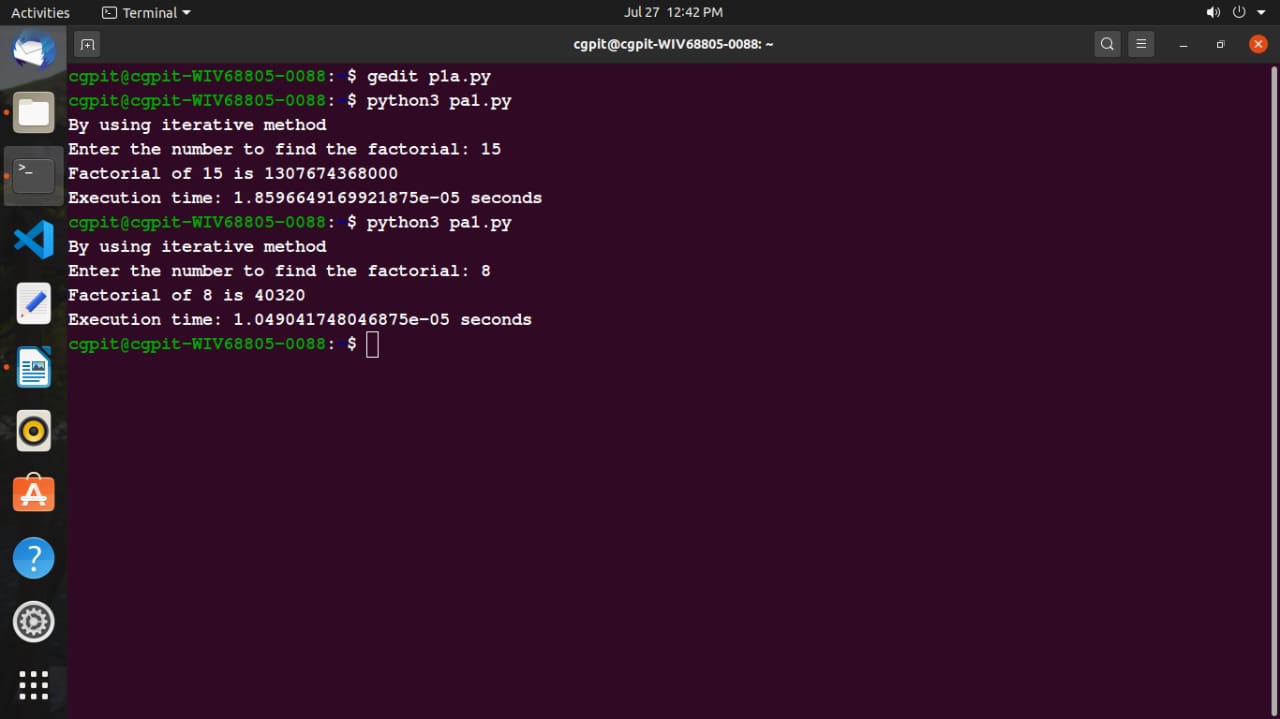 Activities
Terminal
Jul 27 12:42 PM
cgpit@cgpit-WIV68805-0088: ~
cgpit@cgpit-WIV68805-0088:~$ gedit p1a.py
cgpit@cgpit-WIV68805-0088:~$ python3 pa1.py
By using iterative method
Enter the number to find the factorial: 15
Factorial of 15 is 1307674368000
Execution time: 1.8596649169921875e-05 seconds
cgpit@cgpit-WIV68805-0088:~$ python3 pa1.py
By using iterative method
Enter the number to find the factorial: 8
Factorial of 8 is 40320
Execution time: 1.049041748046875e-05 seconds
cgpit@cgpit-WIV68805-0088:~$